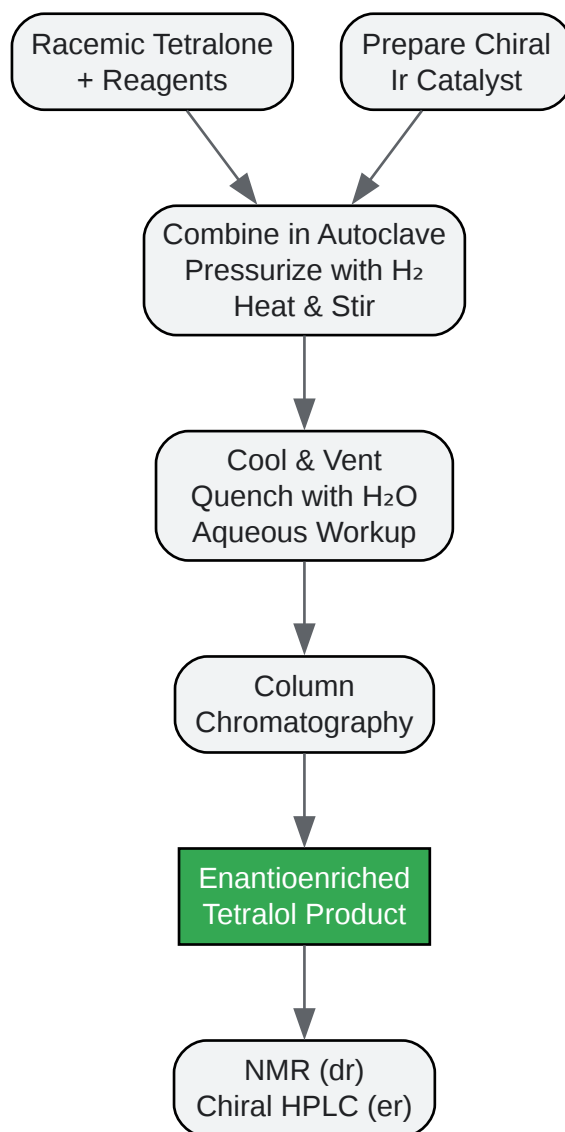 Racemic Tetralone
+ Reagents
Prepare Chiral
Ir Catalyst
Combine in Autoclave
Pressurize with H₂
Heat & Stir
Cool & Vent
Quench with H₂O
Aqueous Workup
Column
Chromatography
Enantioenriched
Tetralol Product
NMR (dr)
Chiral HPLC (er)